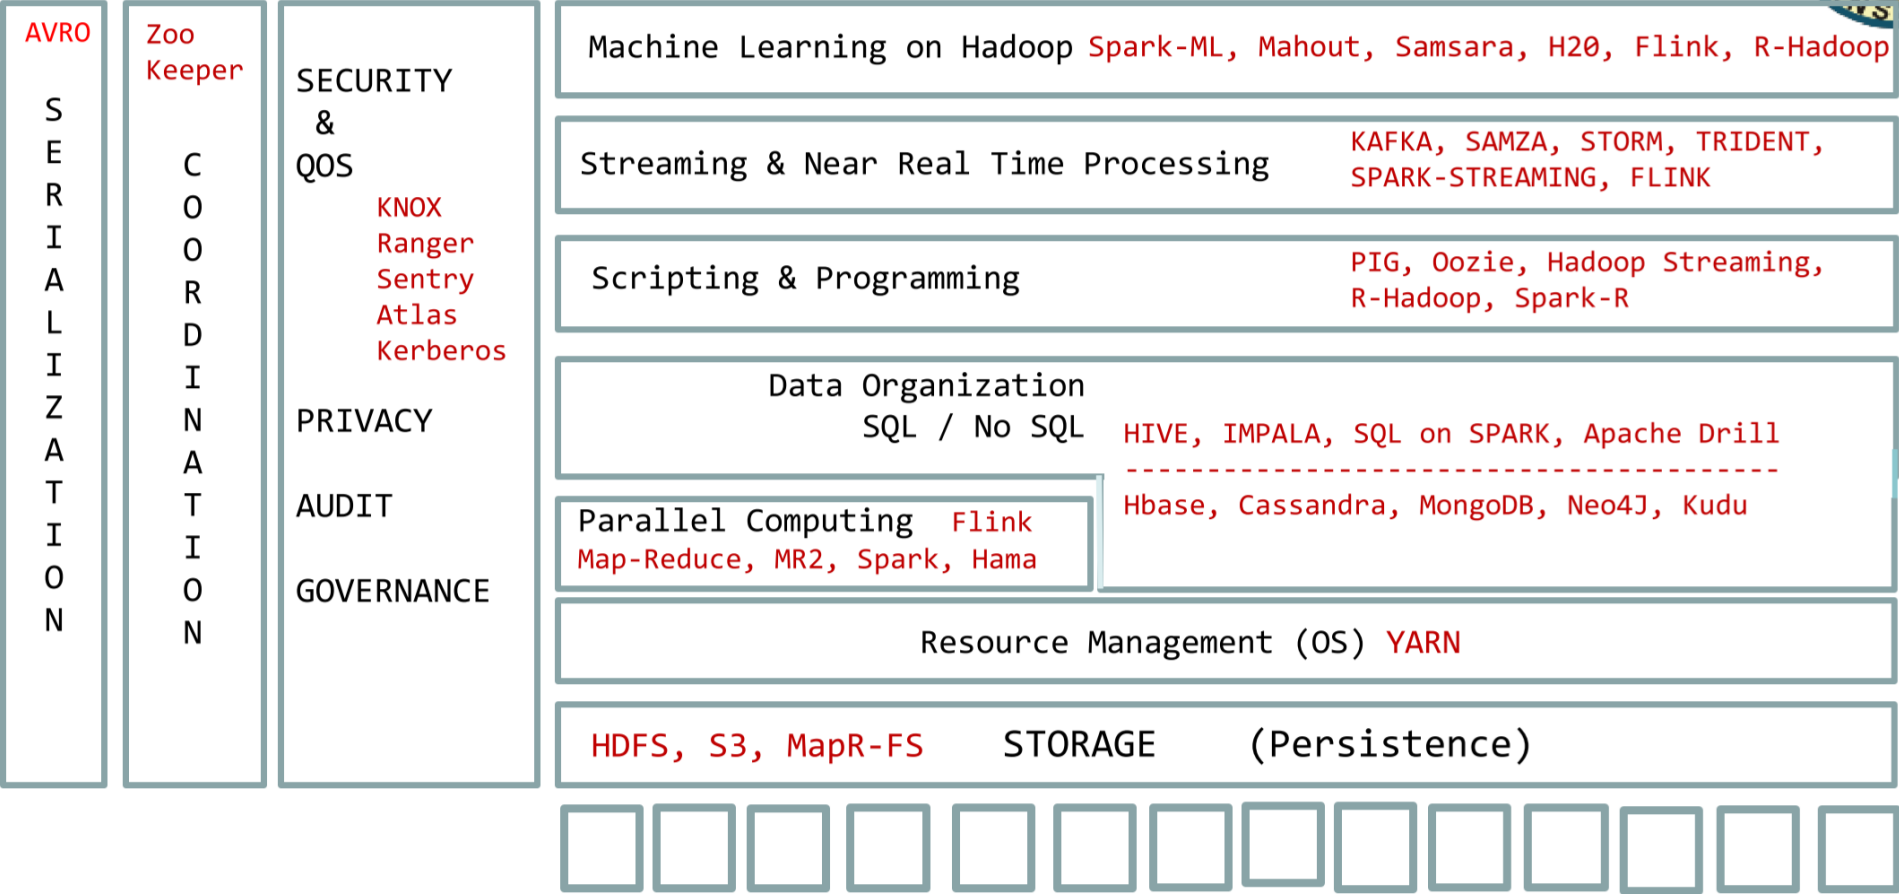 AVRO
SERIALIZATION
Zoo
Keeper
COORDINATION
SECURITY
&
QOS
KNOX
Ranger
Sentry
Atlas
Kerberos
PRIVACY
AUDIT
GOVERNANCE
Machine Learning on Hadoop Spark-ML, Mahout, Samsara, H20, Flink, R-Hadoop
Streaming & Near Real Time Processing
KAFKA, SAMZA, STORM, TRIDENT,
SPARK-STREAMING, FLINK
Scripting & Programming
PIG, Oozie, Hadoop Streaming,
R-Hadoop, Spark-R
Data Organization
SQL / No SQL
HIVE, IMPALA, SQL on SPARK, Apache Drill
----------------------------------------
Hbase, Cassandra, MongoDB, Neo4J, Kudu
Parallel Computing Flink
Map-Reduce, MR2, Spark, Hama
Resource Management (OS) YARN
HDFS, S3, MapR-FS STORAGE (Persistence)